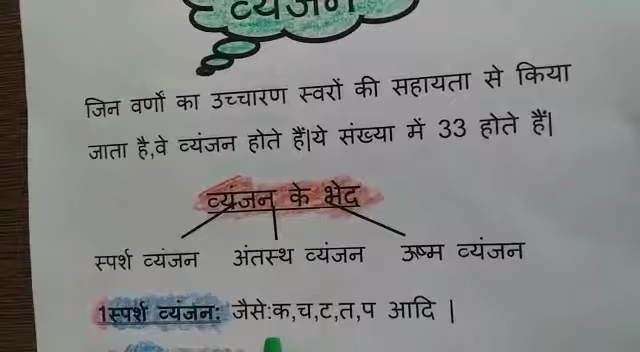 व्यंजन
जिन वर्णों का उच्चारण स्वरों की सहायता से किया
जाता है,वे व्यंजन होते हैं|ये संख्या में 33 होते हैं|
व्यंजन के भेद
स्पर्श व्यंजन अंतस्थ व्यंजन ऊष्म व्यंजन
1स्पर्श व्यंजन: जैसे:क,च,ट,त,प आदि |